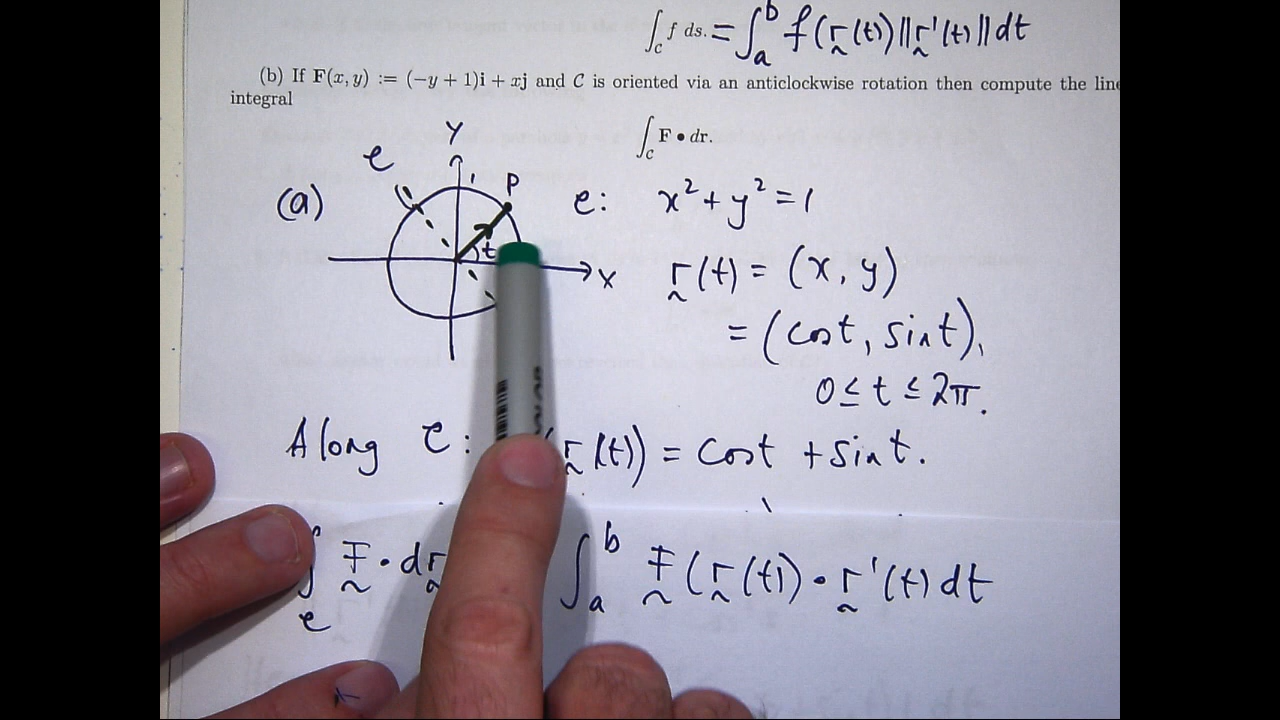 ∫_C f ds. = ∫_a^b f(r(t)) ||r'(t)|| dt
(b) If F(x, y) := (−y + 1)i + xj and C is oriented via an anticlockwise rotation then compute the line
integral
∫_C F • dr.
y
C
1
P
t
x
(a)
C: x² + y² = 1
r(t) = (x, y)
= (cos t, sin t),
0 ≤ t ≤ 2π.
Along C: (r(t)) = cos t + sin t.
∫_C F • dr ∫_a^b F(r(t)) • r'(t) dt